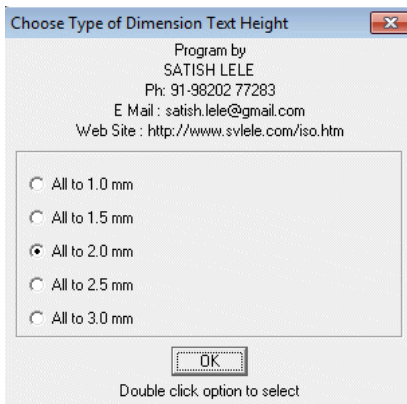 Choose Type of Dimension Text Height
Program by
SATISH LELE
Ph: 91-98202 77283
E Mail : satish.lele@gmail.com
Web Site : http://www.svlele.com/iso.htm
All to 1.0 mm
All to 1.5 mm
All to 2.0 mm
All to 2.5 mm
All to 3.0 mm
OK
Double click option to select